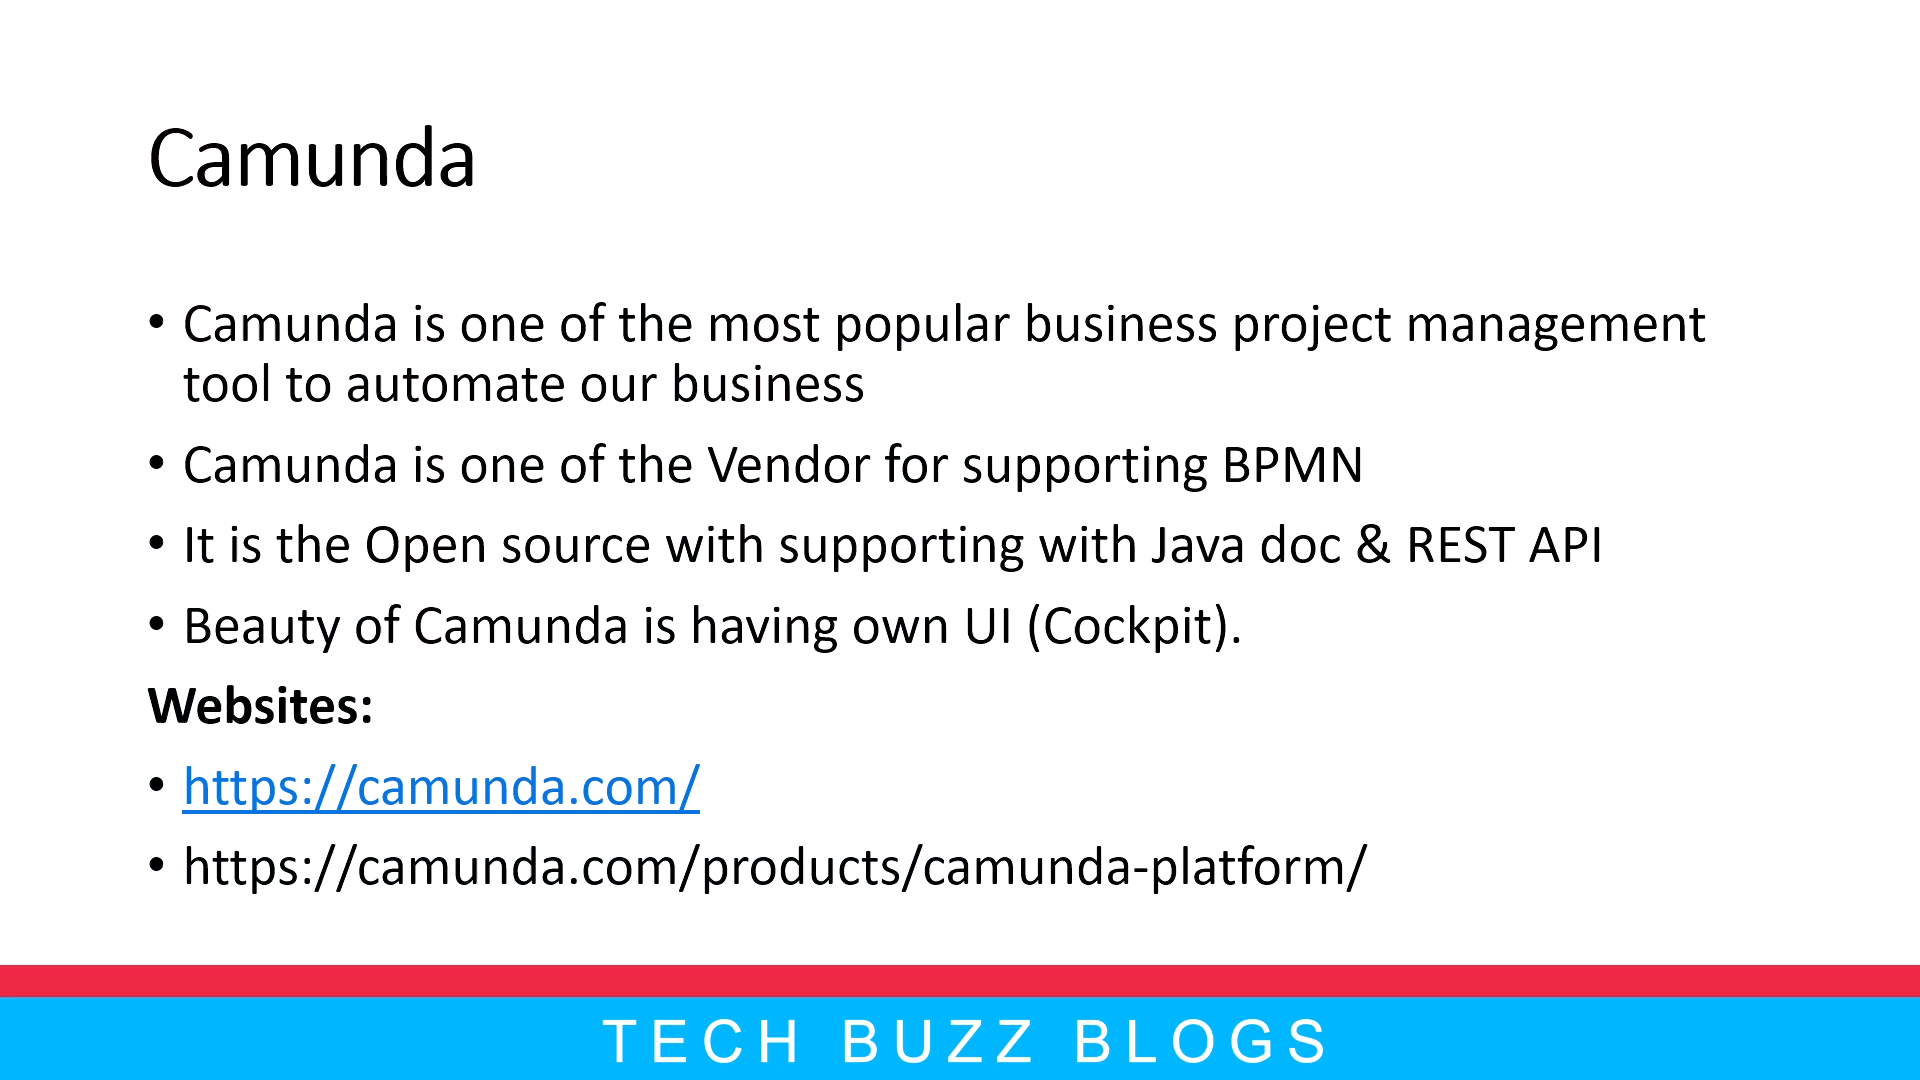 Camunda
• Camunda is one of the most popular business project management
tool to automate our business
• Camunda is one of the Vendor for supporting BPMN
• It is the Open source with supporting with Java doc & REST API
• Beauty of Camunda is having own UI (Cockpit).
Websites:
• https://camunda.com/
• https://camunda.com/products/camunda-platform/
TECH BUZZ BLOGS